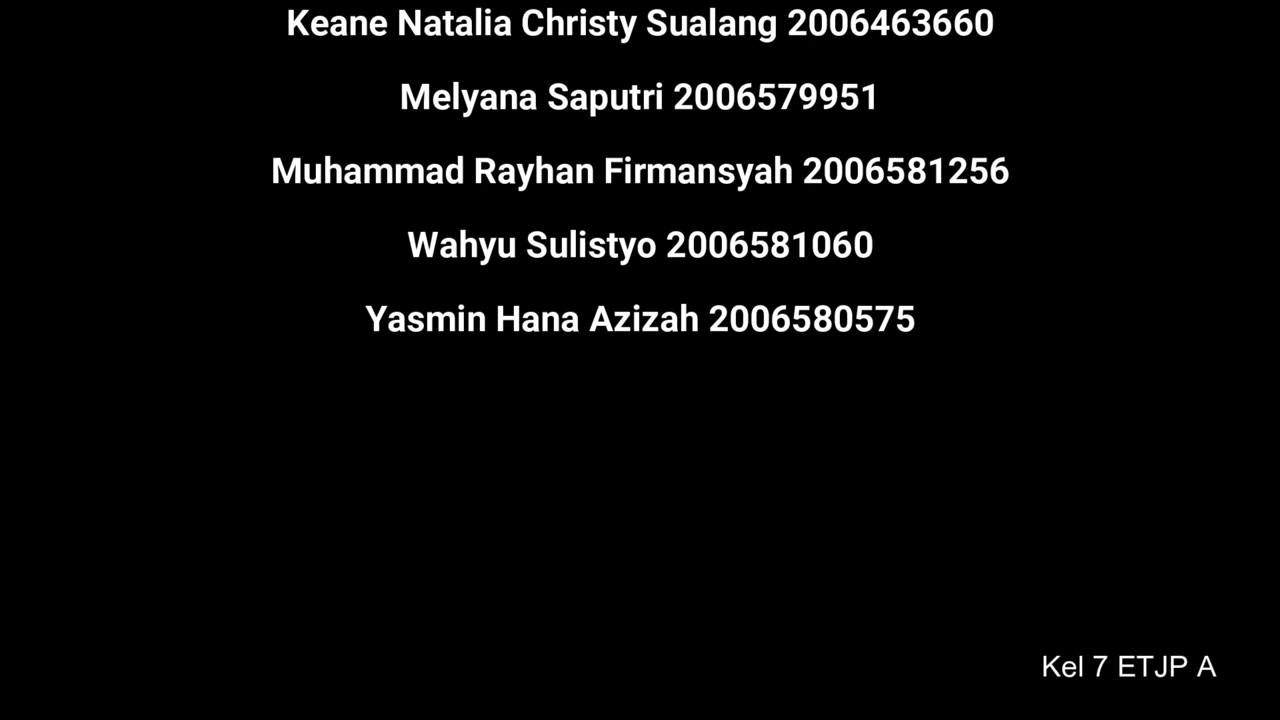 Keane Natalia Christy Sualang 2006463660
Melyana Saputri 2006579951
Muhammad Rayhan Firmansyah 2006581256
Wahyu Sulistyo 2006581060
Yasmin Hana Azizah 2006580575
Kel 7 ETJP A